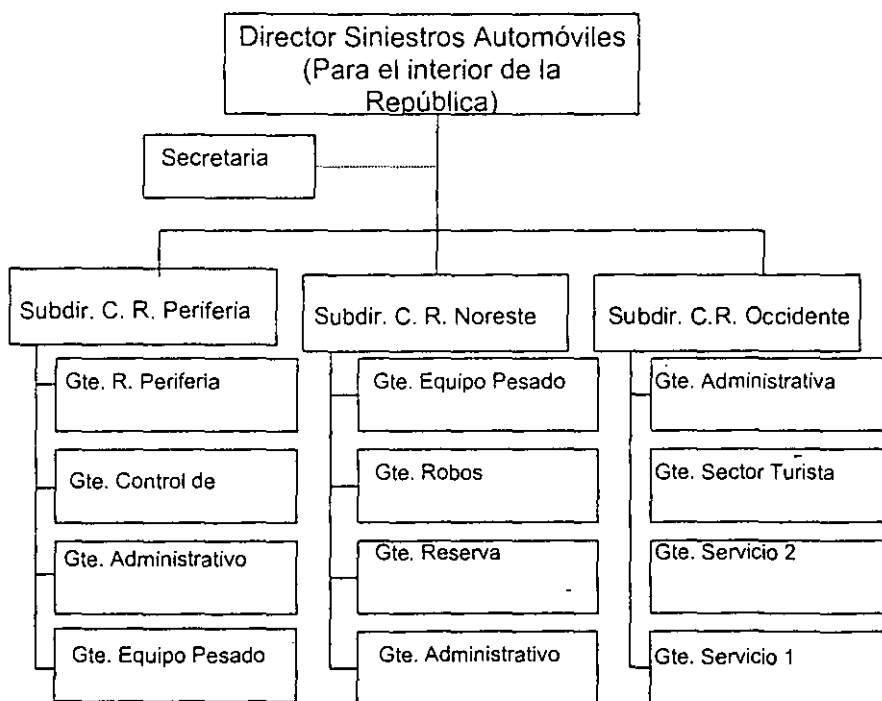 Director Siniestros Automóviles
(Para el interior de la
República)
Secretaria
Subdir. C. R. Periferia
Subdir. C. R. Noreste
Subdir. C.R. Occidente
Gte. R. Periferia
Gte. Control de
Gte. Administrativo
Gte. Equipo Pesado
Gte. Equipo Pesado
Gte. Robos
Gte. Reserva
Gte. Administrativo
Gte. Administrativa
Gte. Sector Turista
Gte. Servicio 2
Gte. Servicio 1